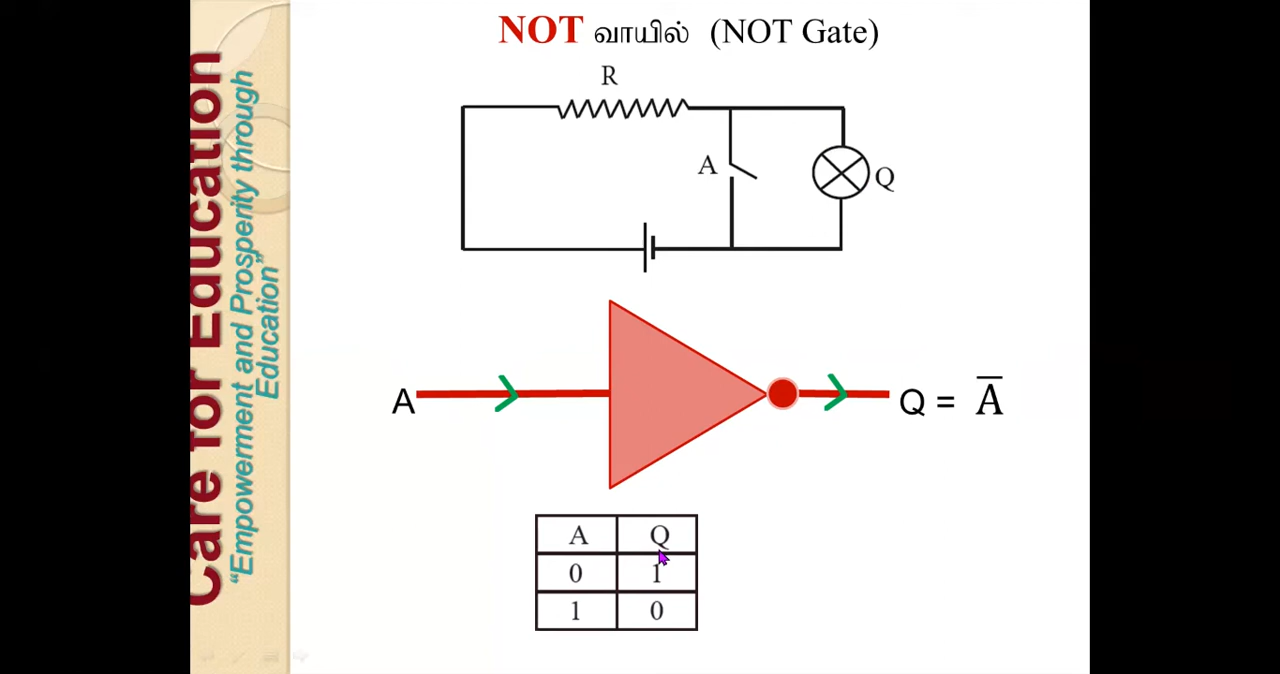 Care for Education
“Empowerment and Prosperity through
Education”
NOT வாயில் (NOT Gate)
R
A
Q
A
Q = A̅
A Q
0 1
1 0